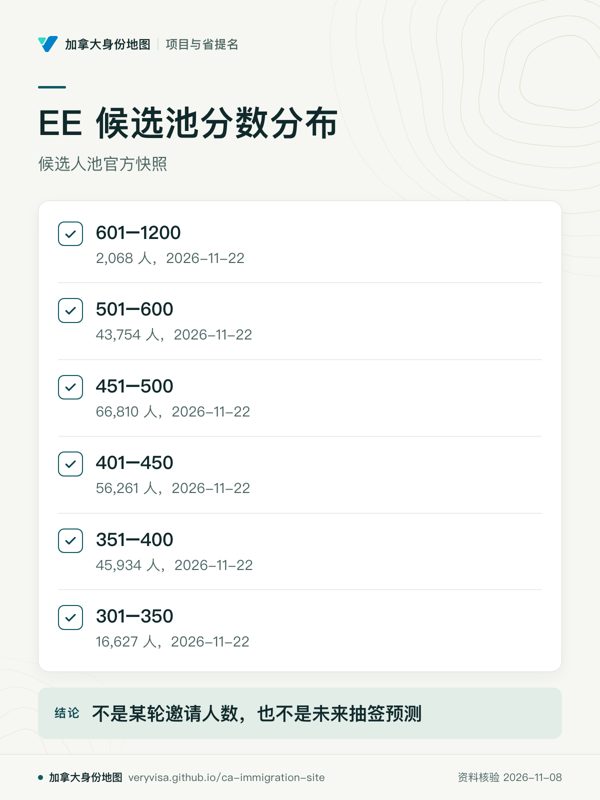 加拿大身份地图 | 项目与省提名
EE 候选池分数分布
候选人池官方快照
601—1200
2,068 人，2026-11-22
501—600
43,754 人，2026-11-22
451—500
66,810 人，2026-11-22
401—450
56,261 人，2026-11-22
351—400
45,934 人，2026-11-22
301—350
16,627 人，2026-11-22
结论 不是某轮邀请人数，也不是未来抽签预测
加拿大身份地图 veryvisa.github.io/ca-immigration-site 资料核验 2026-11-08